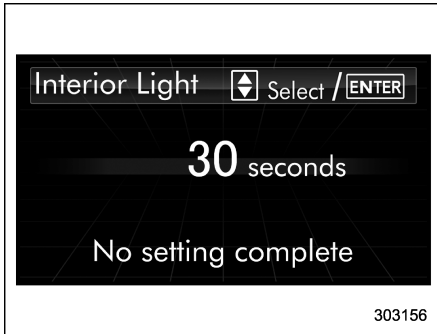 Interior Light Select / ENTER
30 seconds
No setting complete
303156